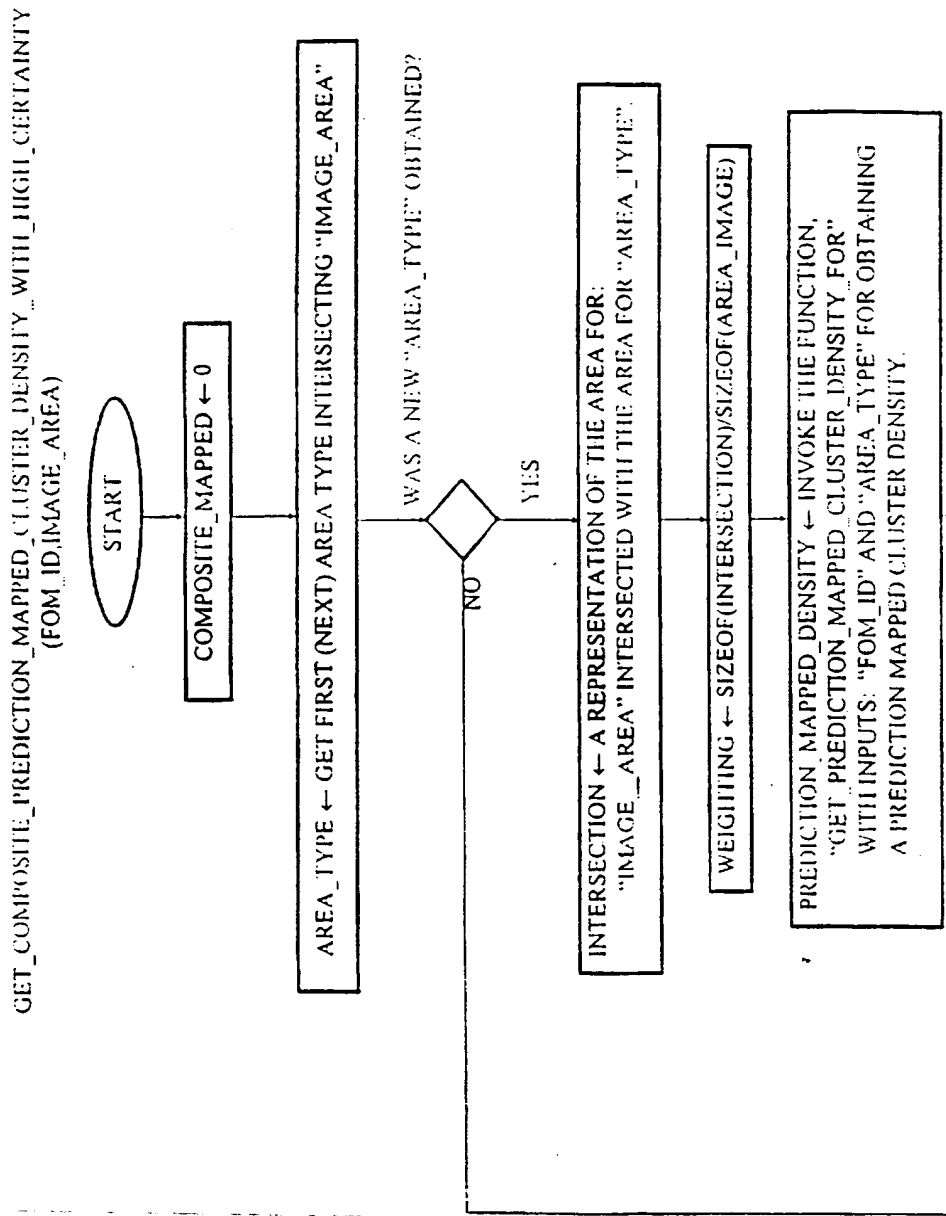 GET_COMPOSITE_PREDICTION_MAPPED_CLUSTER_DENSITY_WITH_HIGH_CERTAINTY
(FOM_ID,IMAGE_AREA)
START
COMPOSITE_MAPPED ← 0
AREA_TYPE ← GET FIRST (NEXT) AREA TYPE INTERSECTING "IMAGE_AREA"
WAS A NEW "AREA_TYPE" OBTAINED?
NO
YES
INTERSECTION ← A REPRESENTATION OF THE AREA FOR:
"IMAGE_AREA" INTERSECTED WITH THE AREA FOR "AREA_TYPE".
WEIGHTING ← SIZEOF(INTERSECTION)/SIZEOF(AREA_IMAGE)
PREDICTION_MAPPED_DENSITY ← INVOKE THE FUNCTION,
"GET_PREDICTION_MAPPED_CLUSTER_DENSITY_FOR"
WITH INPUTS: "FOM_ID" AND "AREA_TYPE" FOR OBTAINING
A PREDICTION MAPPED CLUSTER DENSITY.